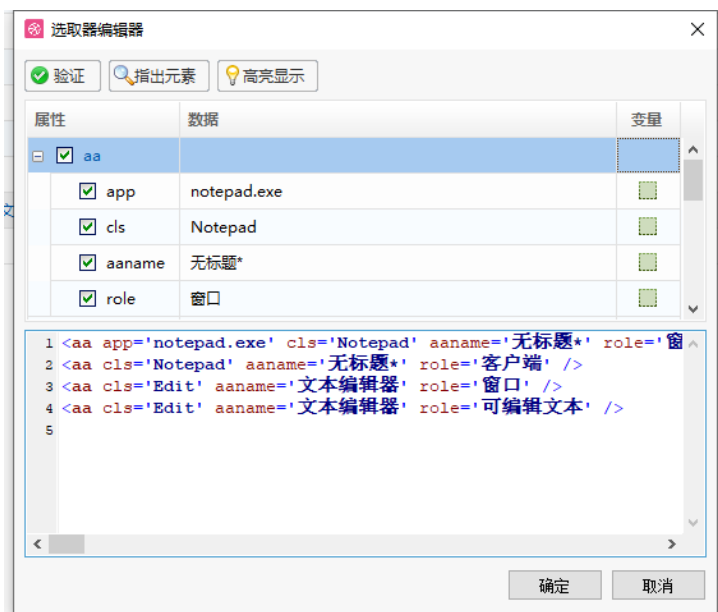 选取器编辑器
验证 指出元素 高亮显示
属性 数据 变量
aa
app notepad.exe
cls Notepad
aaname 无标题*
role 窗口
1 <aa app='notepad.exe' cls='Notepad' aaname='无标题*' role='窗
2 <aa cls='Notepad' aaname='无标题*' role='客户端' />
3 <aa cls='Edit' aaname='文本编辑器' role='窗口' />
4 <aa cls='Edit' aaname='文本编辑器' role='可编辑文本' />
5
确定 取消